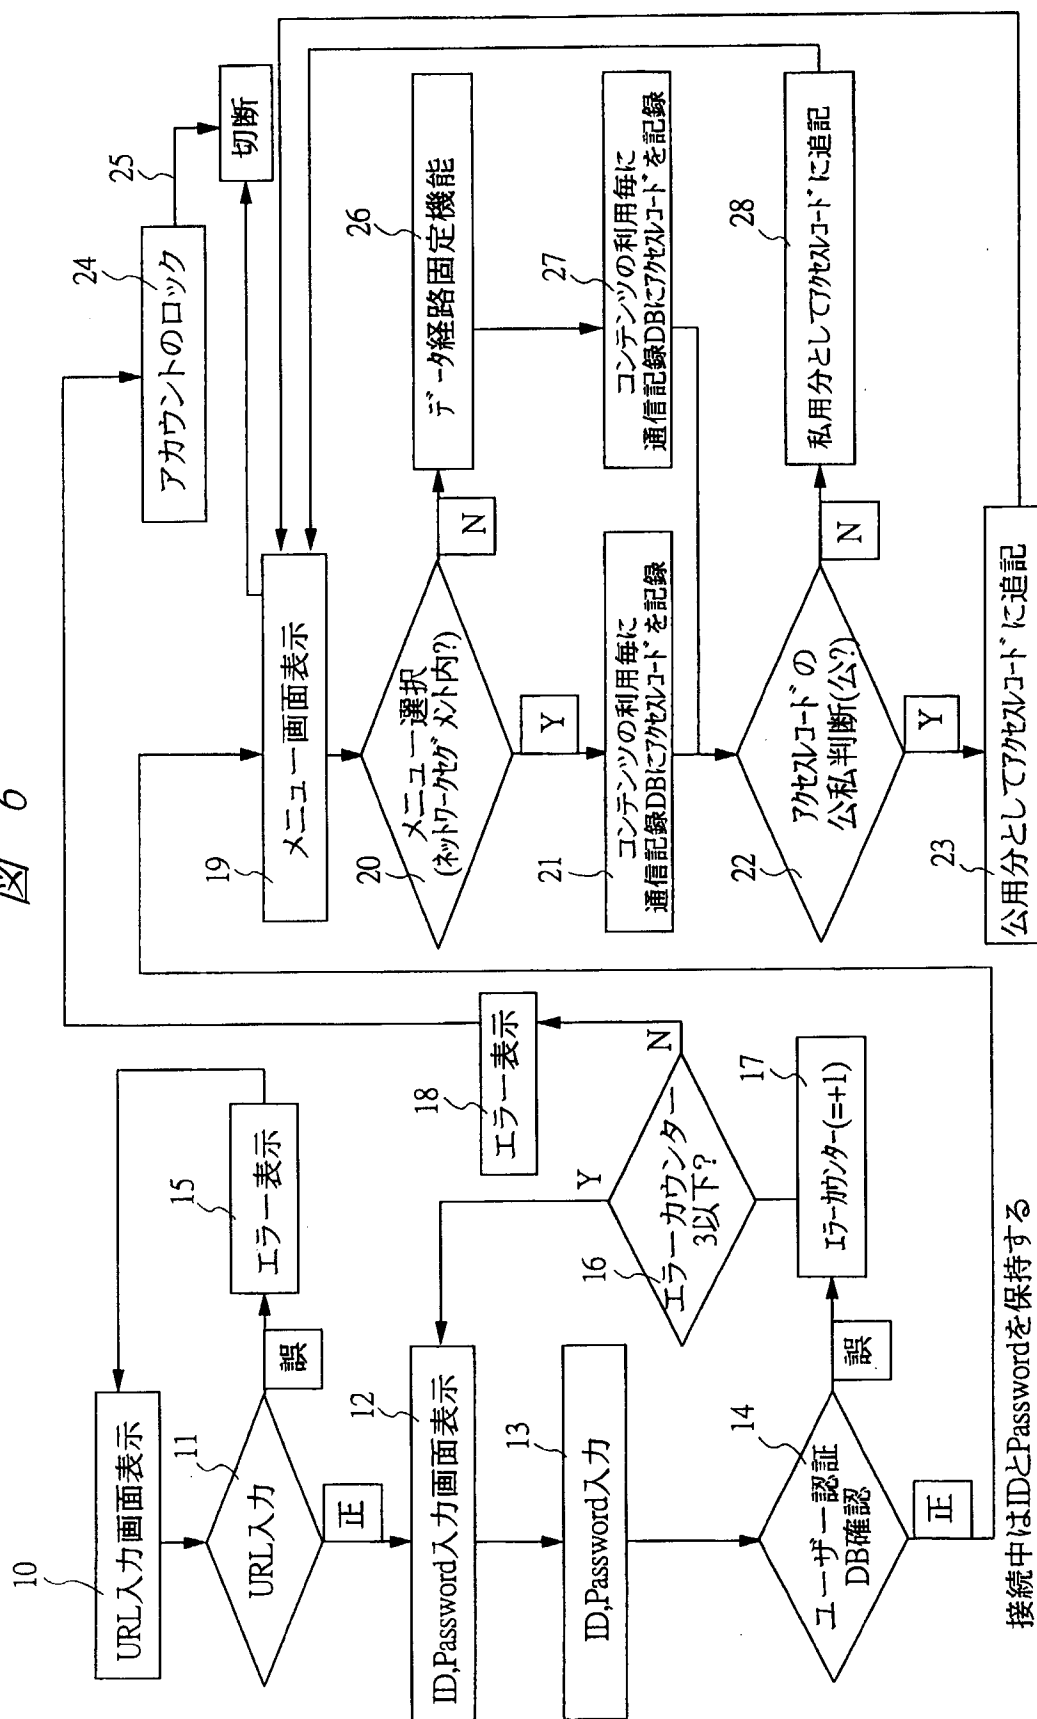 図 6
10
URL入力画面表示
11
URL入力
誤
15
エラー表示
正
12
ID,Password入力画面表示
13
ID,Password入力
14
ユーザー認証
DB確認
誤
17
エラーカウンター(=+1)
16
エラーカウンター
3以下?
Y
N
18
エラー表示
正
接続中はIDとPasswordを保持する
24
アカウントのロック
25
切断
19
メニュー画面表示
20
メニュー選択
(ネットワークセグメント内?)
N
26
データ経路固定機能
Y
21
コンテンツの利用毎に
通信記録DBにアクセスレコードを記録
27
コンテンツの利用毎に
通信記録DBにアクセスレコードを記録
22
アクセスレコードの
公私判断(公?)
N
28
私用分としてアクセスレコードに追記
Y
23
公用分としてアクセスレコードに追記